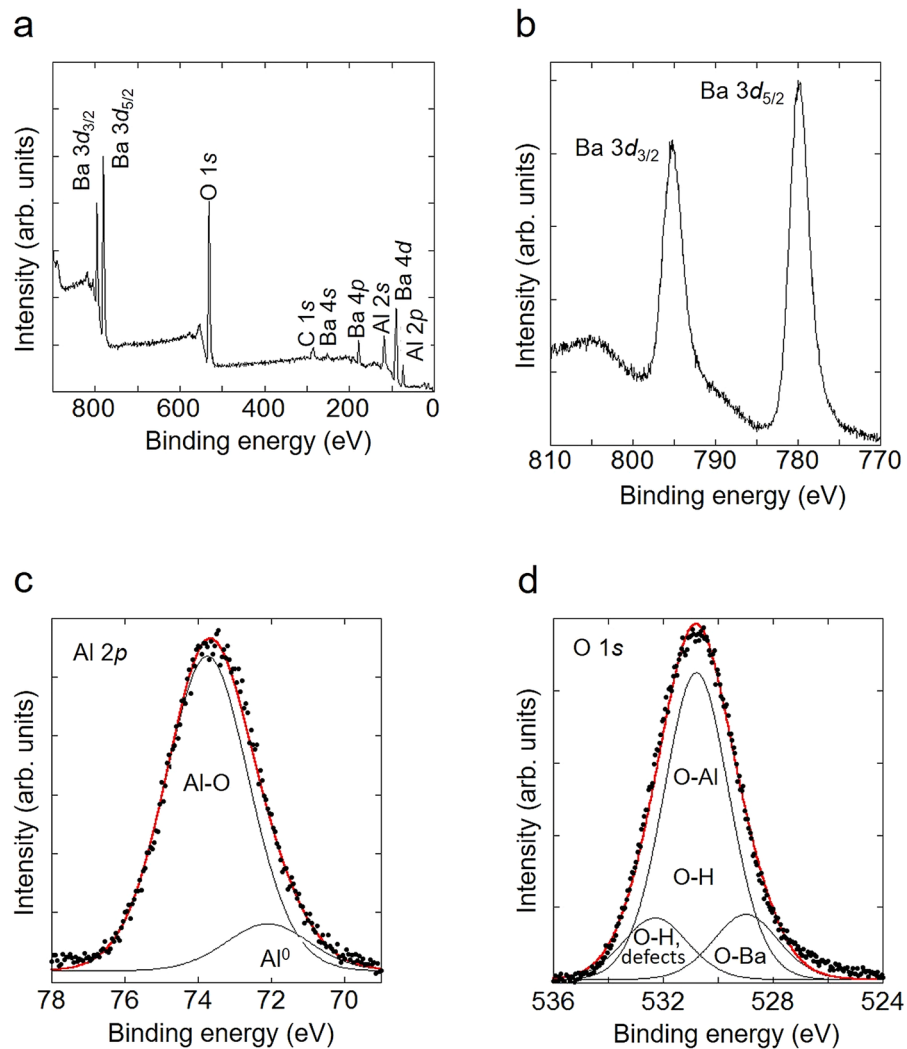 a
Intensity (arb. units)
Ba 3d3/2
Ba 3d5/2
O 1s
C 1s
Ba 4s
Ba 4p
Al 2s
Ba 4d
Al 2p
800 600 400 200 0
Binding energy (eV)
b
Intensity (arb. units)
Ba 3d3/2
Ba 3d5/2
810 800 790 780 770
Binding energy (eV)
c
Intensity (arb. units)
Al 2p
Al-O
Al0
78 76 74 72 70
Binding energy (eV)
d
Intensity (arb. units)
O 1s
O-Al
O-H
O-H,
defects
O-Ba
536 532 528 524
Binding energy (eV)